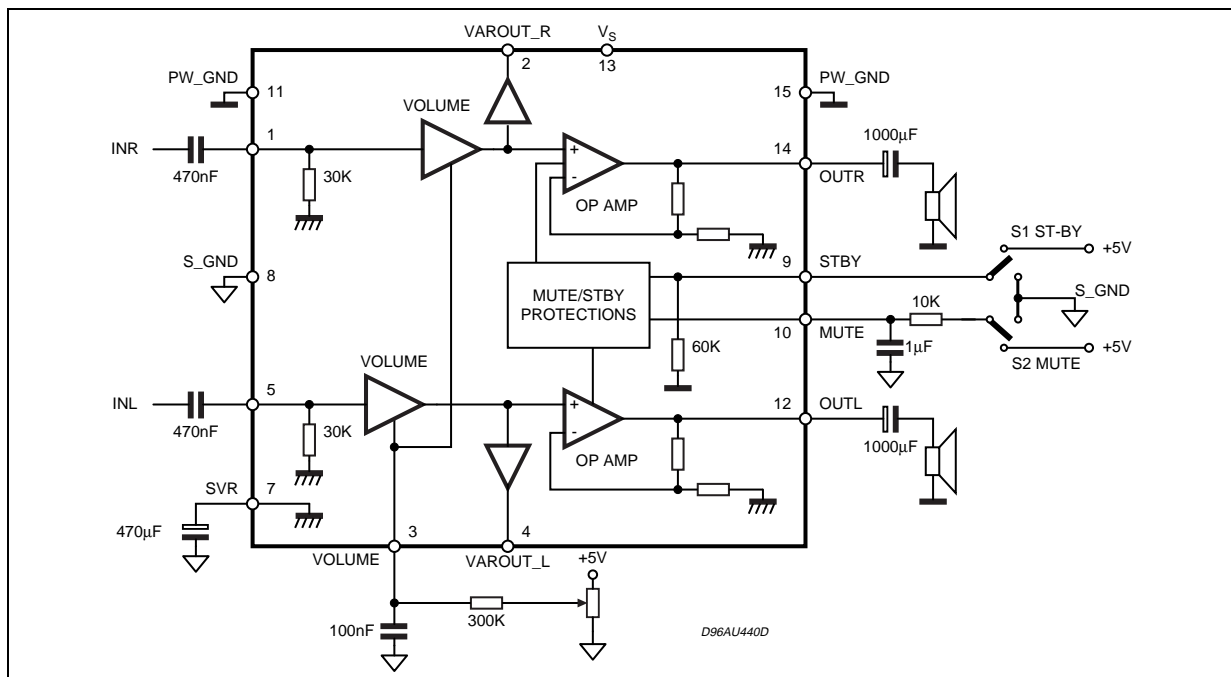 VAROUT_R
VS
2
13
PW_GND
11
PW_GND
15
VOLUME
INR
470nF
1
30K
+
-
OP AMP
14
OUTR
1000µF
S_GND
8
MUTE/STBY
PROTECTIONS
9
STBY
S1 ST-BY
+5V
S_GND
10
MUTE
10K
1µF
60K
+5V
S2 MUTE
VOLUME
INL
470nF
5
30K
+
-
OP AMP
12
OUTL
1000µF
SVR
7
470µF
3
VOLUME
4
VAROUT_L
+5V
300K
100nF
D96AU440D